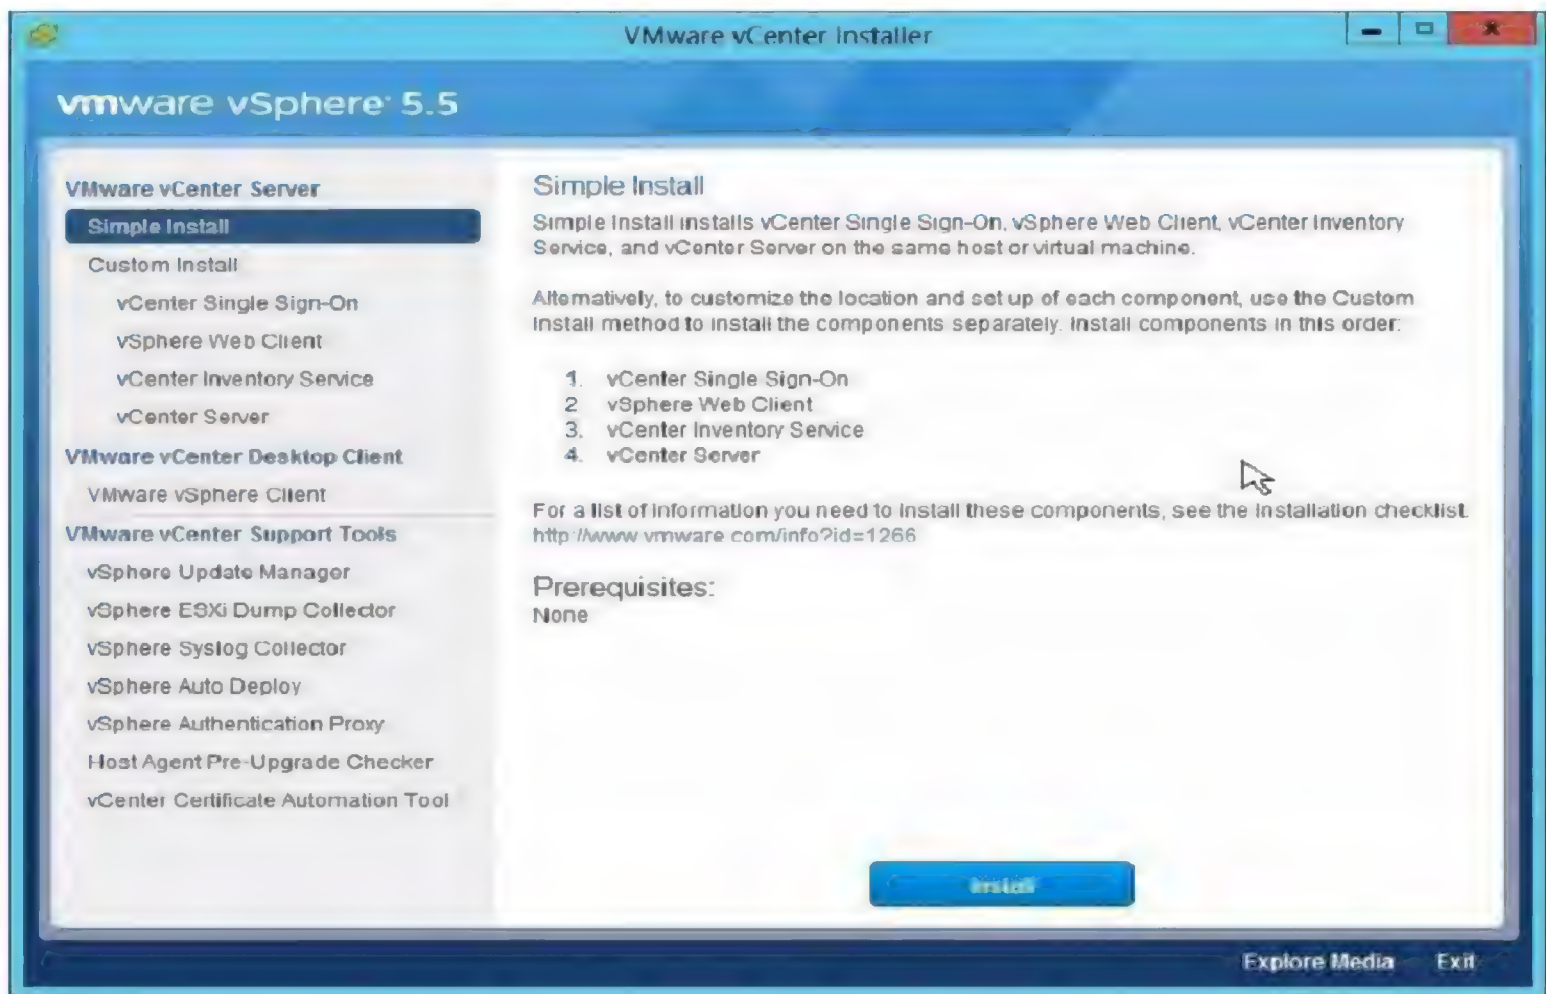 VMware vCenter Installer
vmware vSphere 5.5
VMware vCenter Server
Simple Install
Custom Install
vCenter Single Sign-On
vSphere Web Client
vCenter Inventory Service
vCenter Server
VMware vCenter Desktop Client
VMware vSphere Client
VMware vCenter Support Tools
vSphere Update Manager
vSphere ESXi Dump Collector
vSphere Syslog Collector
vSphere Auto Deploy
vSphere Authentication Proxy
Host Agent Pre-Upgrade Checker
vCenter Certificate Automation Tool
Simple Install
Simple Install installs vCenter Single Sign-On, vSphere Web Client, vCenter Inventory
Service, and vCenter Server on the same host or virtual machine.
Alternatively, to customize the location and set up of each component, use the Custom
Install method to install the components separately. Install components in this order:
1. vCenter Single Sign-On
2 vSphere Web Client
3. vCenter Inventory Service
4. vCenter Server
For a list of information you need to install these components, see the installation checklist.
http://www vmware com/info?id=1266
Prerequisites:
None
Install
Explore Media
Exit